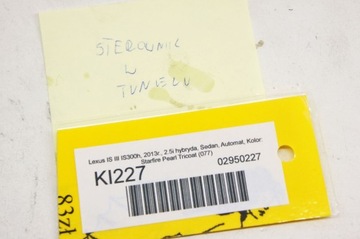 STEROWNIK
W
TUNELU
Lexus IS III IS300h, 2013r., 2.5i hybryda, Sedan, Automat, Kolor:
Starfire Pearl Tricoat (077)
KI227
02950227
83zł